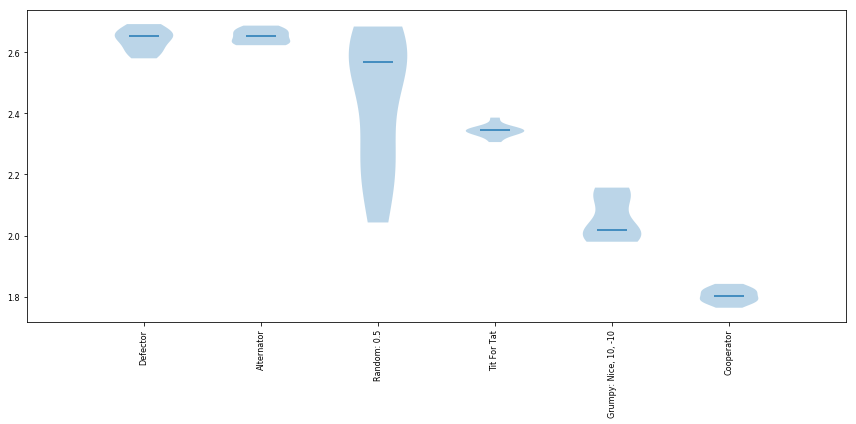 2.6
2.4
2.2
2.0
1.8
Defector
Alternator
Random: 0.5
Tit For Tat
Grumpy: Nice, 10, -10
Cooperator